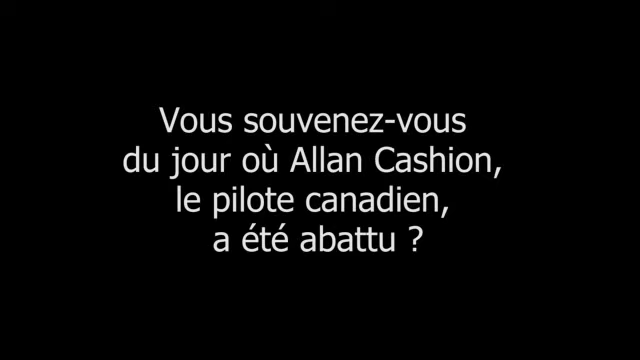 Vous souvenez-vous
du jour où Allan Cashion,
le pilote canadien,
a été abattu ?